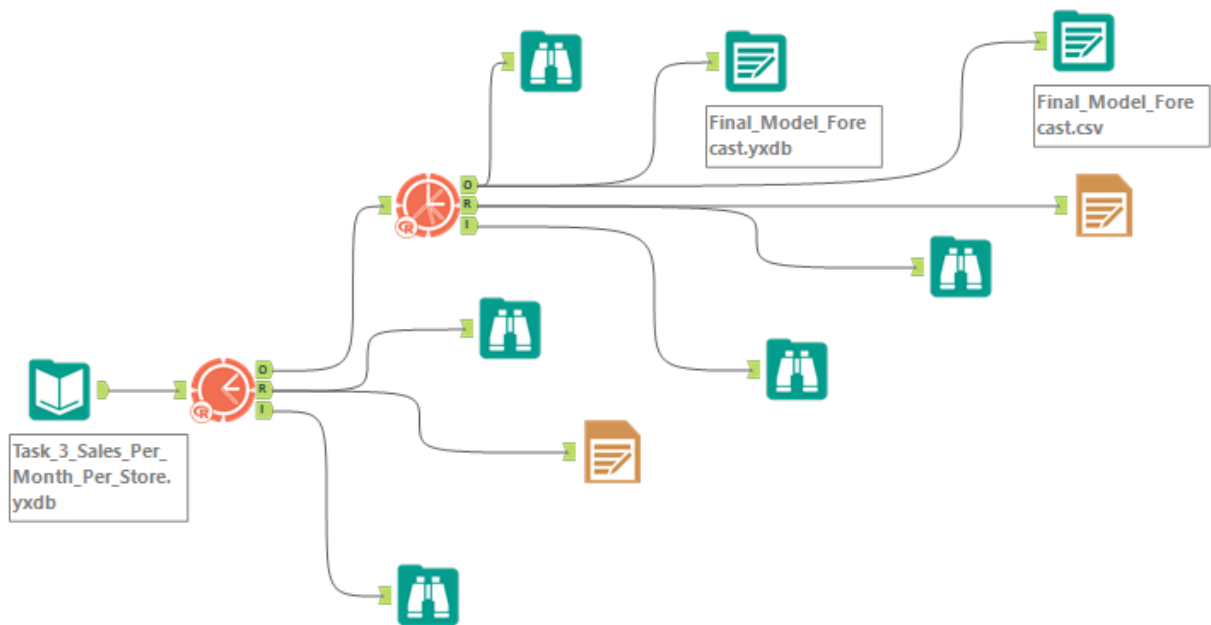 Final_Model_Fore
cast.csv
Final_Model_Fore
cast.yxdb
O
R
I
R
O
R
I
R
Task_3_Sales_Per_
Month_Per_Store.
yxdb